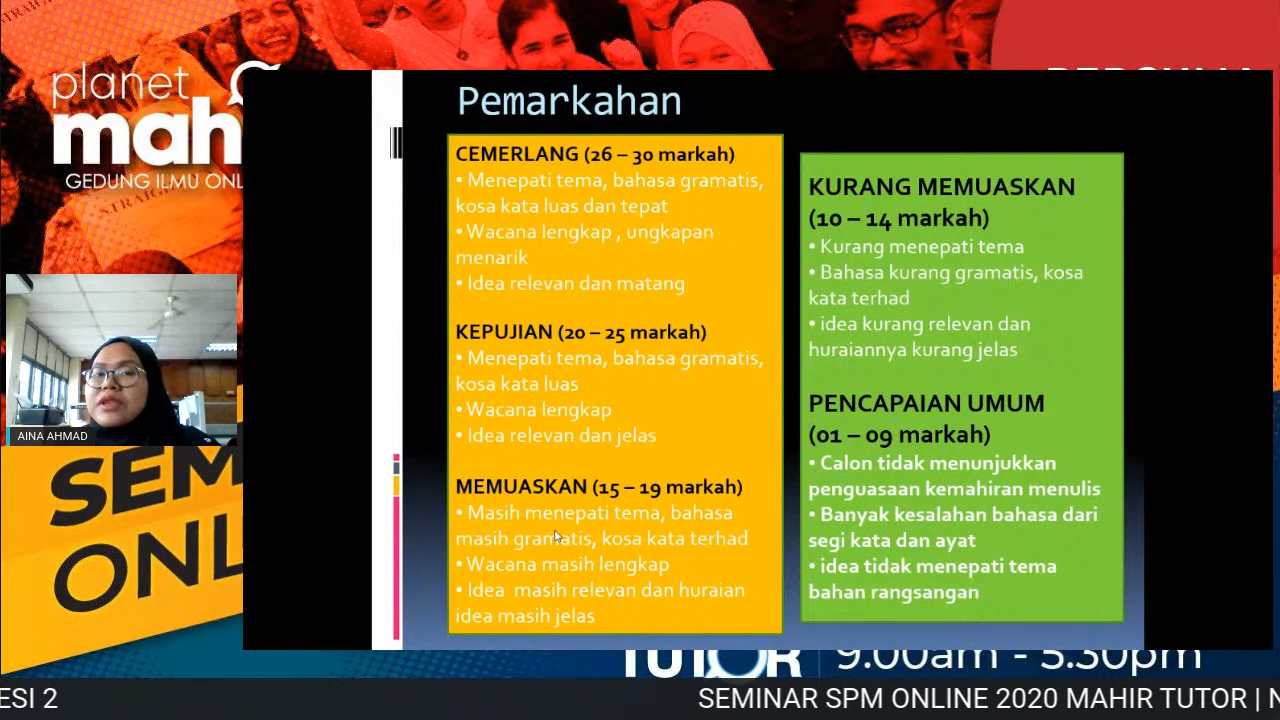 planet
mah
GEDUNG ILMU ONL
Pemarkahan
CEMERLANG (26 – 30 markah)
• Menepati tema, bahasa gramatis,
kosa kata luas dan tepat
• Wacana lengkap , ungkapan
menarik
• Idea relevan dan matang
KEPUJIAN (20 – 25 markah)
• Menepati tema, bahasa gramatis,
kosa kata luas
• Wacana lengkap
• Idea relevan dan jelas
MEMUASKAN (15 – 19 markah)
• Masih menepati tema, bahasa
masih gramatis, kosa kata terhad
• Wacana masih lengkap
• Idea masih relevan dan huraian
idea masih jelas
KURANG MEMUASKAN
(10 – 14 markah)
• Kurang menepati tema
• Bahasa kurang gramatis, kosa
kata terhad
• idea kurang relevan dan
huraiannya kurang jelas
PENCAPAIAN UMUM
(01 – 09 markah)
• Calon tidak menunjukkan
penguasaan kemahiran menulis
• Banyak kesalahan bahasa dari
segi kata dan ayat
• idea tidak menepati tema
bahan rangsangan
AINA AHMAD
SEM
ONL
TUTOR
9.00am - 5.30pm
ESI 2
SEMINAR SPM ONLINE 2020 MAHIR TUTOR | N